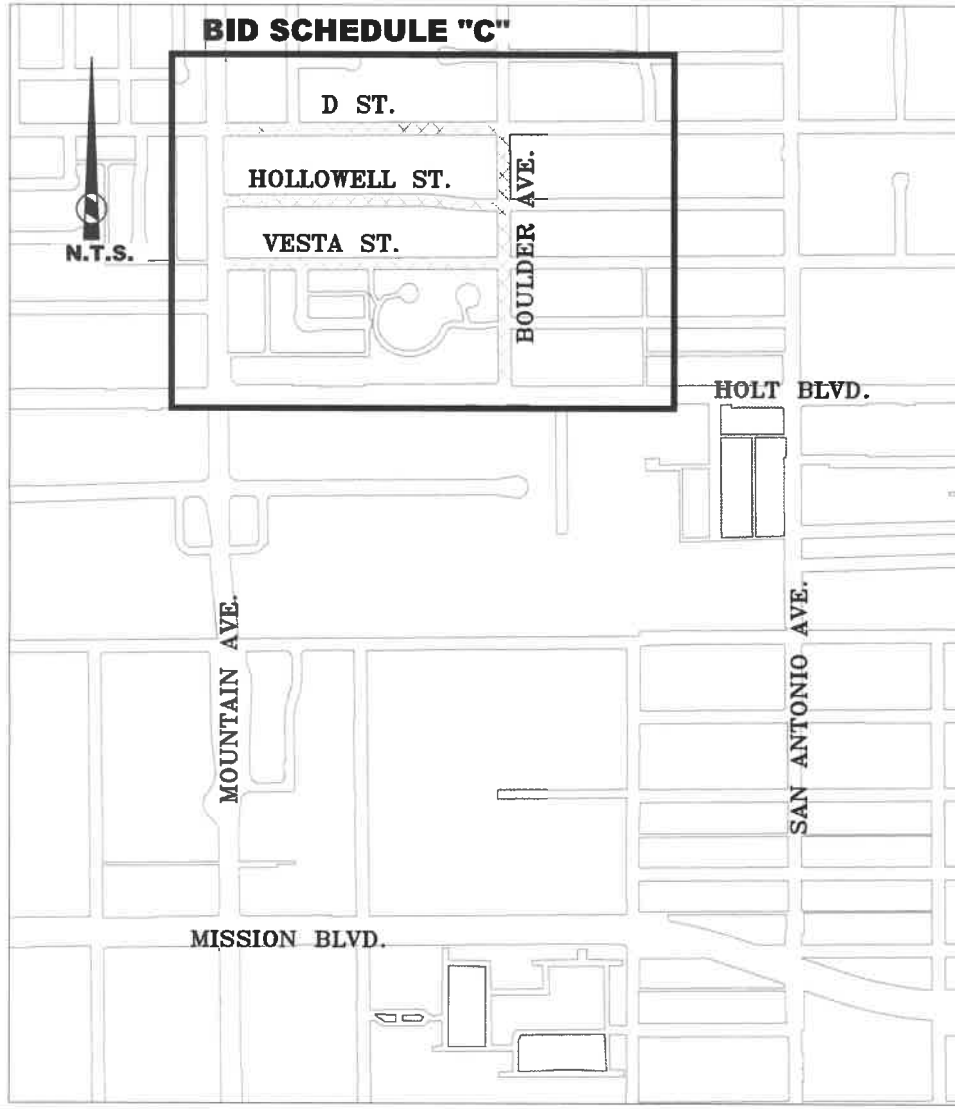 BID SCHEDULE "C"
D ST.
HOLLOWELL ST.
VESTA ST.
BOULDER AVE.
N.T.S.
HOLT BLVD.
MOUNTAIN AVE.
SAN ANTONIO AVE.
MISSION BLVD.